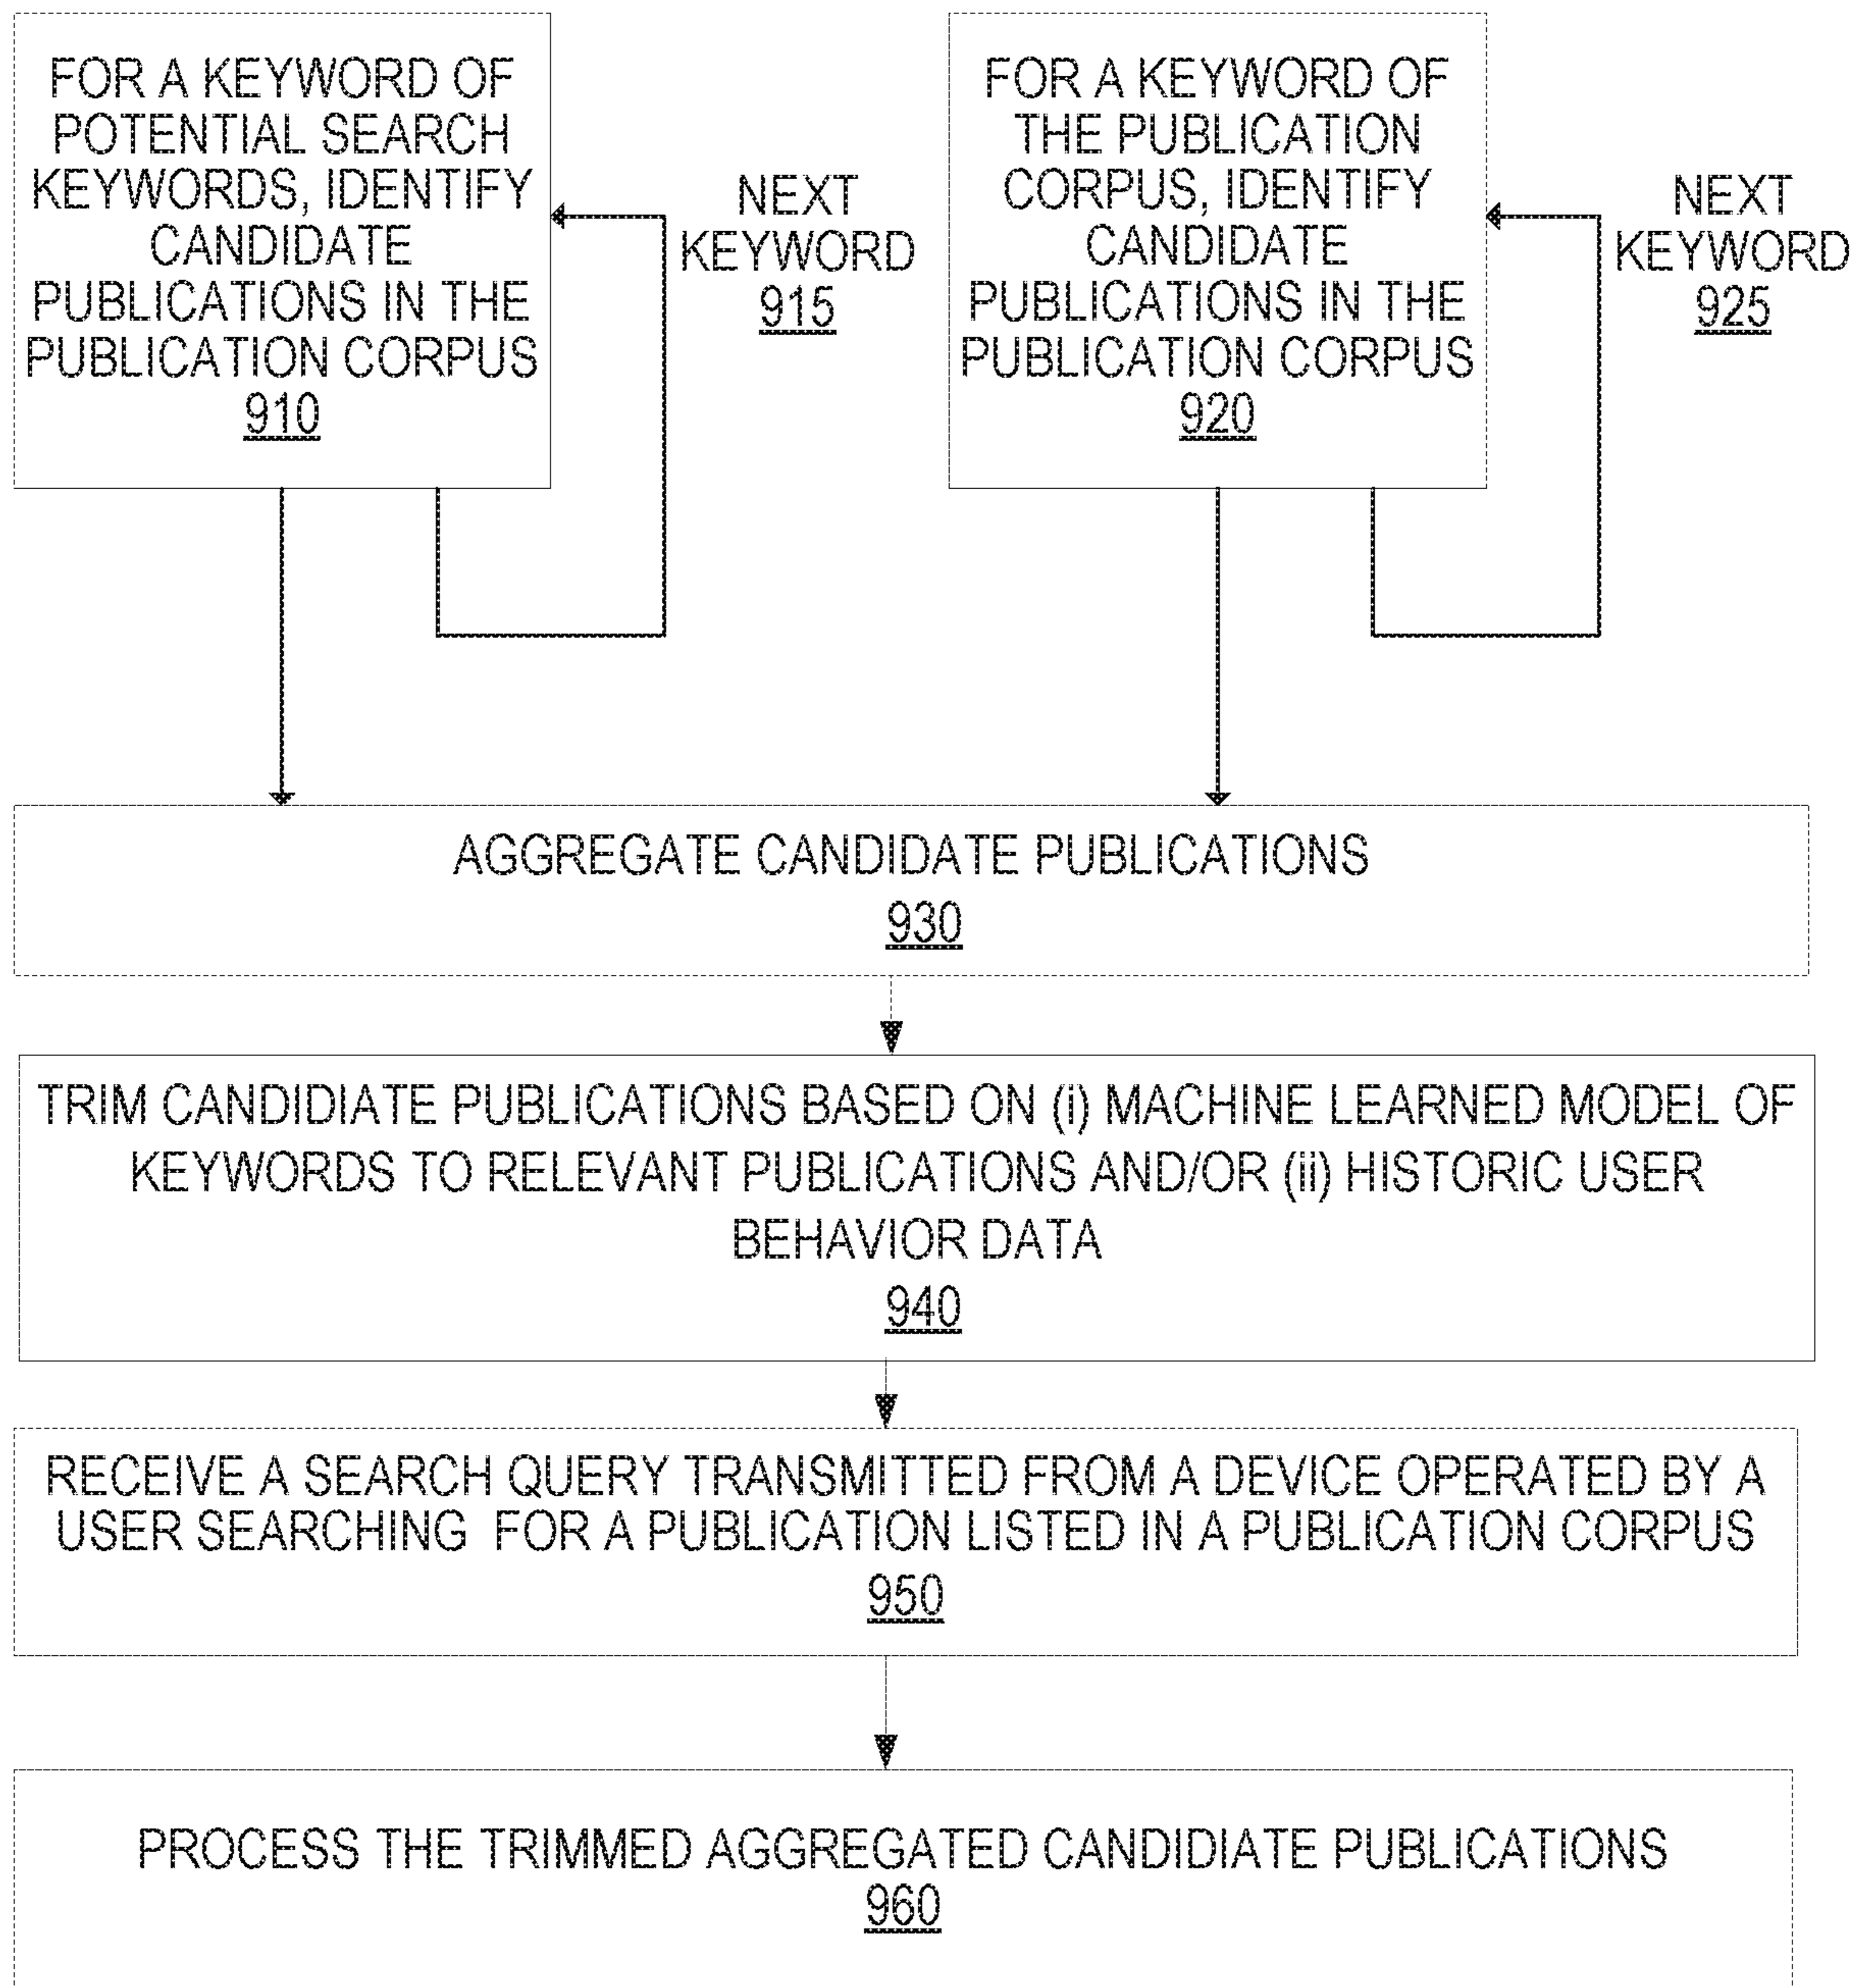 FOR A KEYWORD OF
POTENTIAL SEARCH
KEYWORDS, IDENTIFY
CANDIDATE
PUBLICATIONS IN THE
PUBLICATION CORPUS
910
NEXT
KEYWORD
915
FOR A KEYWORD OF
THE PUBLICATION
CORPUS, IDENTIFY
CANDIDATE
PUBLICATIONS IN THE
PUBLICATION CORPUS
920
NEXT
KEYWORD
925
AGGREGATE CANDIDATE PUBLICATIONS
930
TRIM CANDIDIATE PUBLICATIONS BASED ON (i) MACHINE LEARNED MODEL OF
KEYWORDS TO RELEVANT PUBLICATIONS AND/OR (ii) HISTORIC USER
BEHAVIOR DATA
940
RECEIVE A SEARCH QUERY TRANSMITTED FROM A DEVICE OPERATED BY A
USER SEARCHING FOR A PUBLICATION LISTED IN A PUBLICATION CORPUS
950
PROCESS THE TRIMMED AGGREGATED CANDIDIATE PUBLICATIONS
960